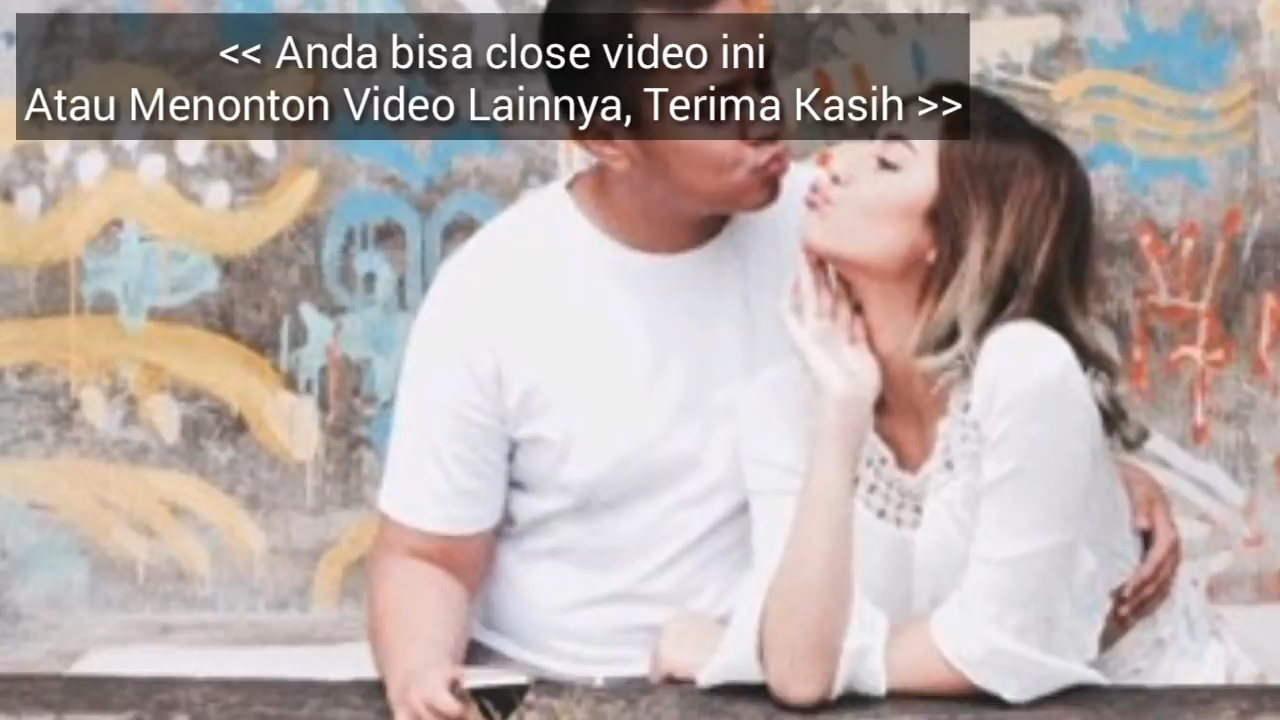 << Anda bisa close video ini
Atau Menonton Video Lainnya, Terima Kasih >>